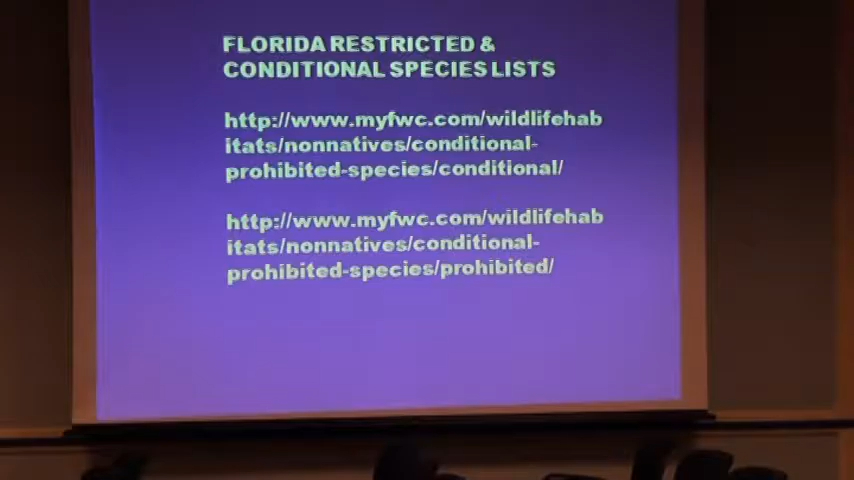 FLORIDA RESTRICTED &
CONDITIONAL SPECIES LISTS
http://www.myfwc.com/wildlifehab
itats/nonnatives/conditional-
prohibited-species/conditional/
http://www.myfwc.com/wildlifehab
itats/nonnatives/conditional-
prohibited-species/prohibited/